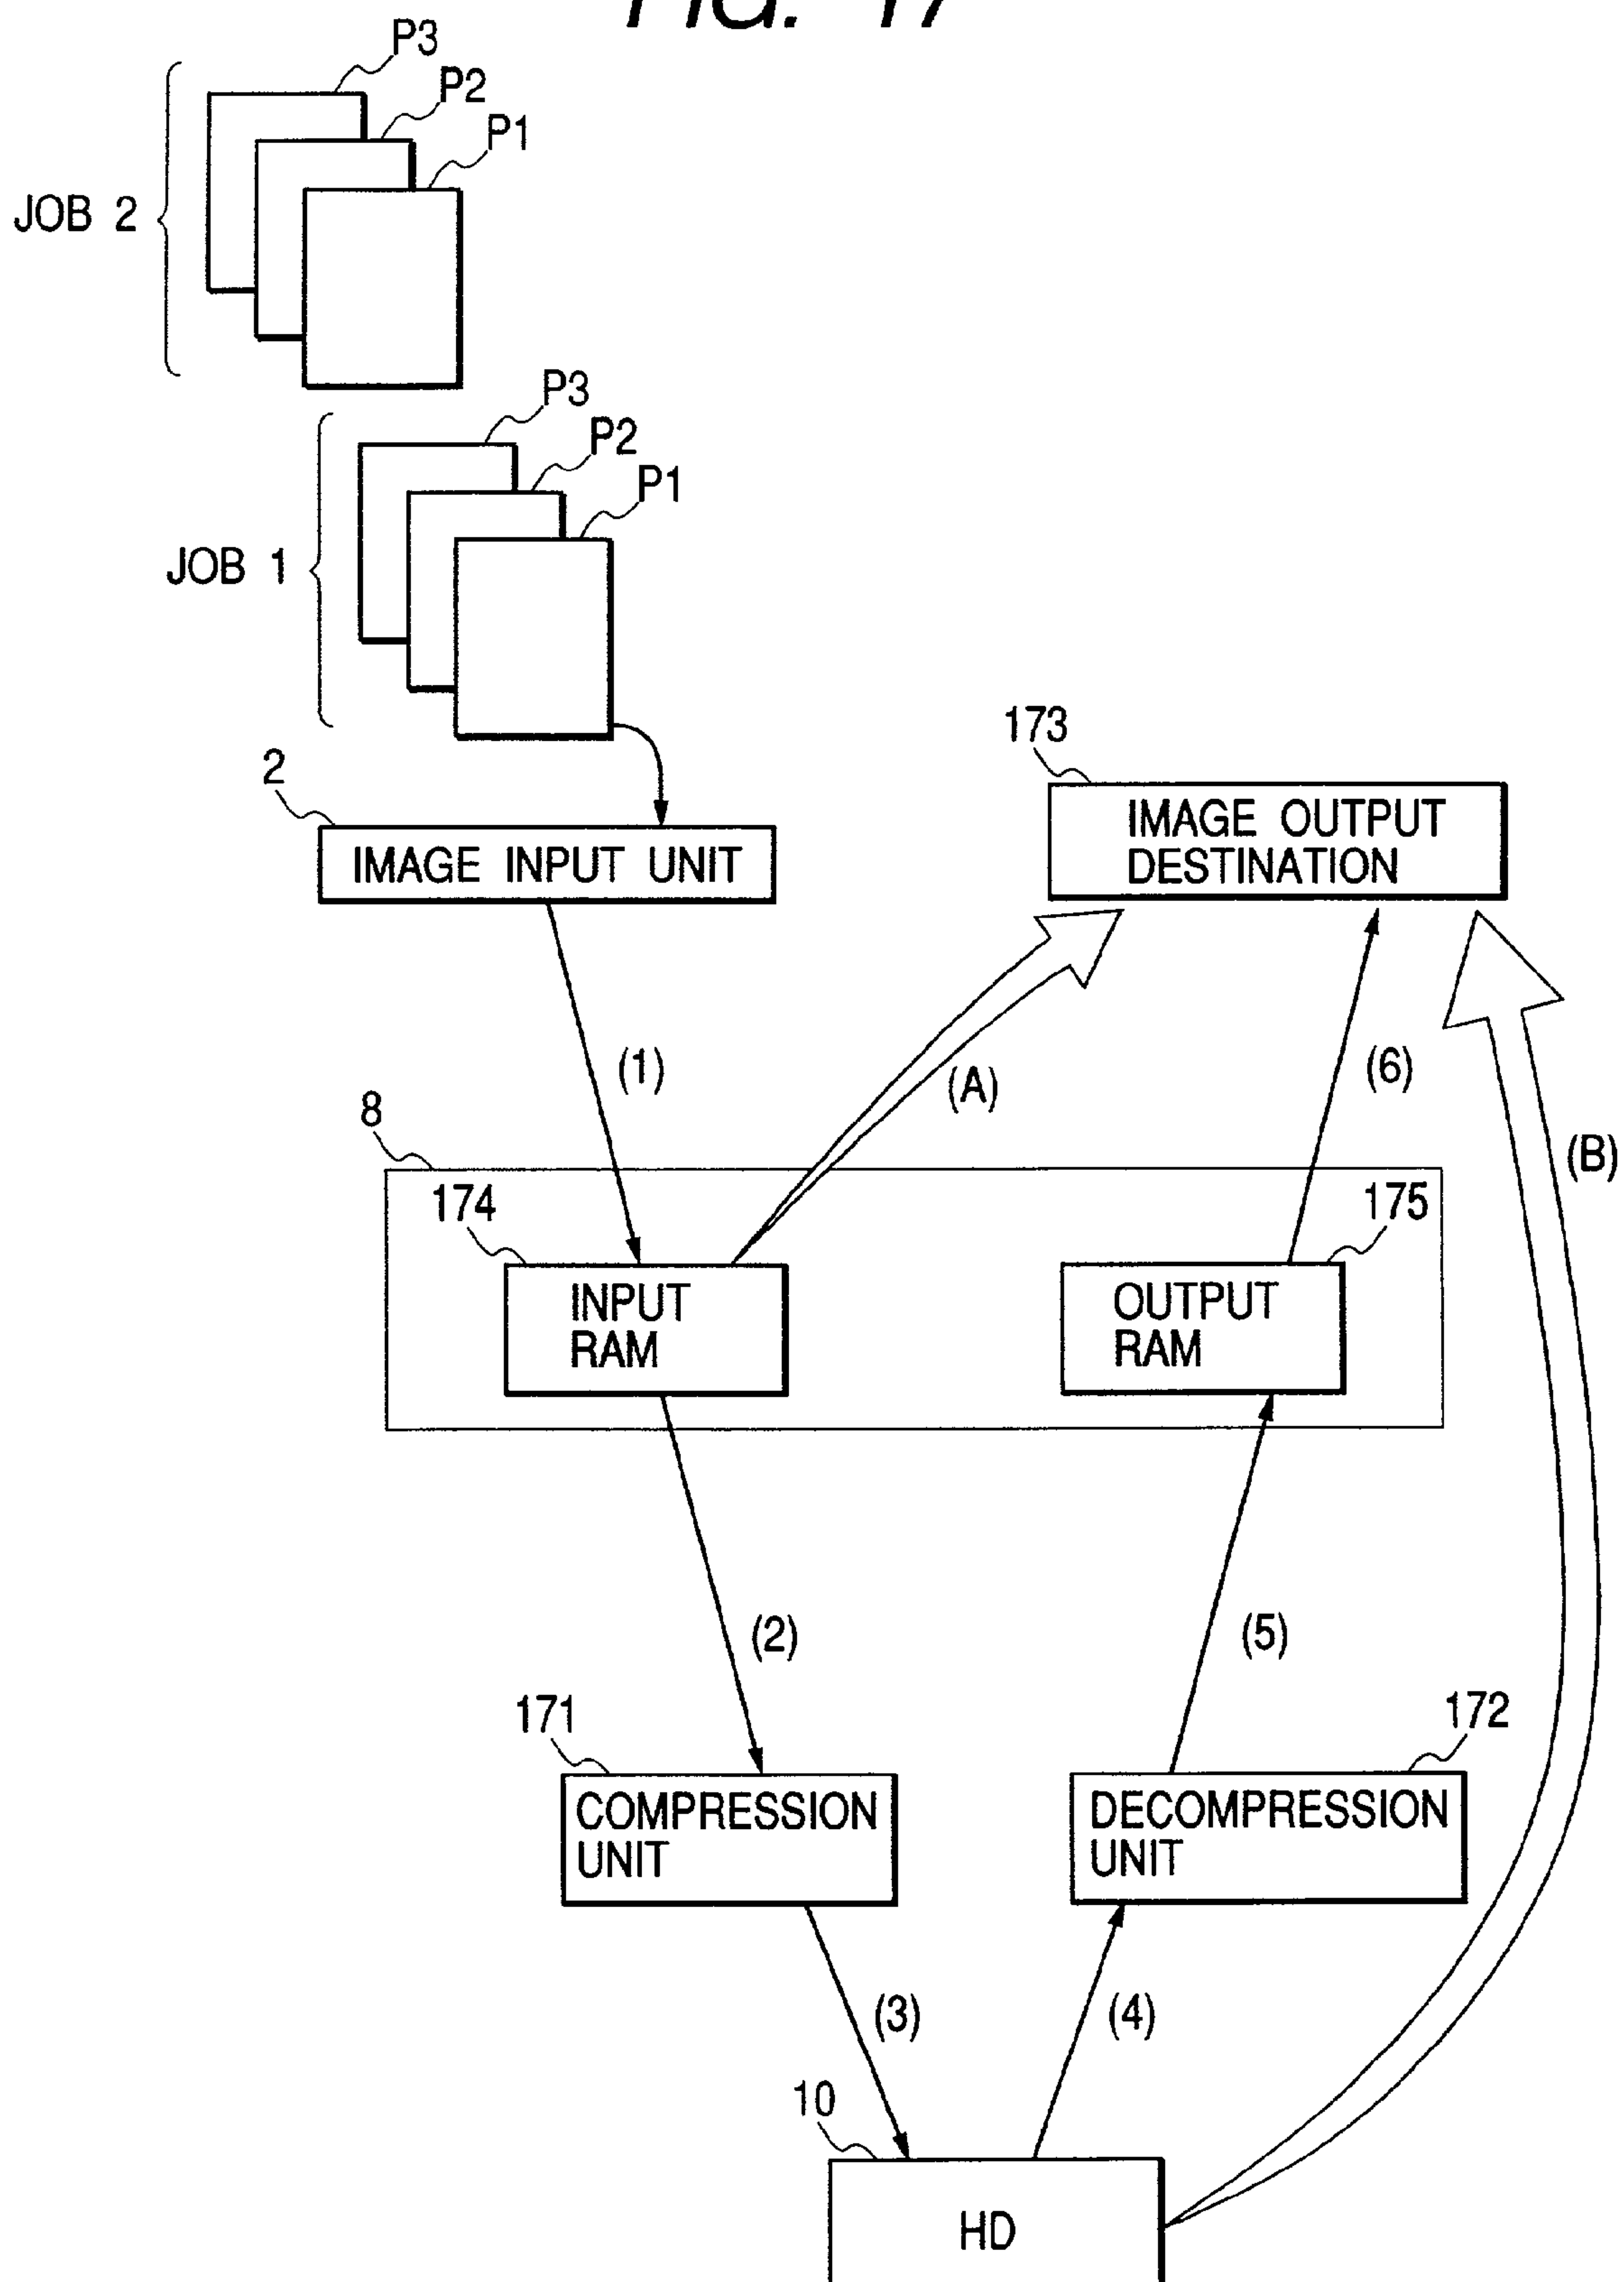 FIG. 17
P3
P2
P1
JOB 2
P3
P2
P1
JOB 1
2
IMAGE INPUT UNIT
173
IMAGE OUTPUT
DESTINATION
(1)
(A)
(6)
(B)
8
174
INPUT
RAM
175
OUTPUT
RAM
(2)
(5)
171
COMPRESSION
UNIT
172
DECOMPRESSION
UNIT
(3)
(4)
10
HD